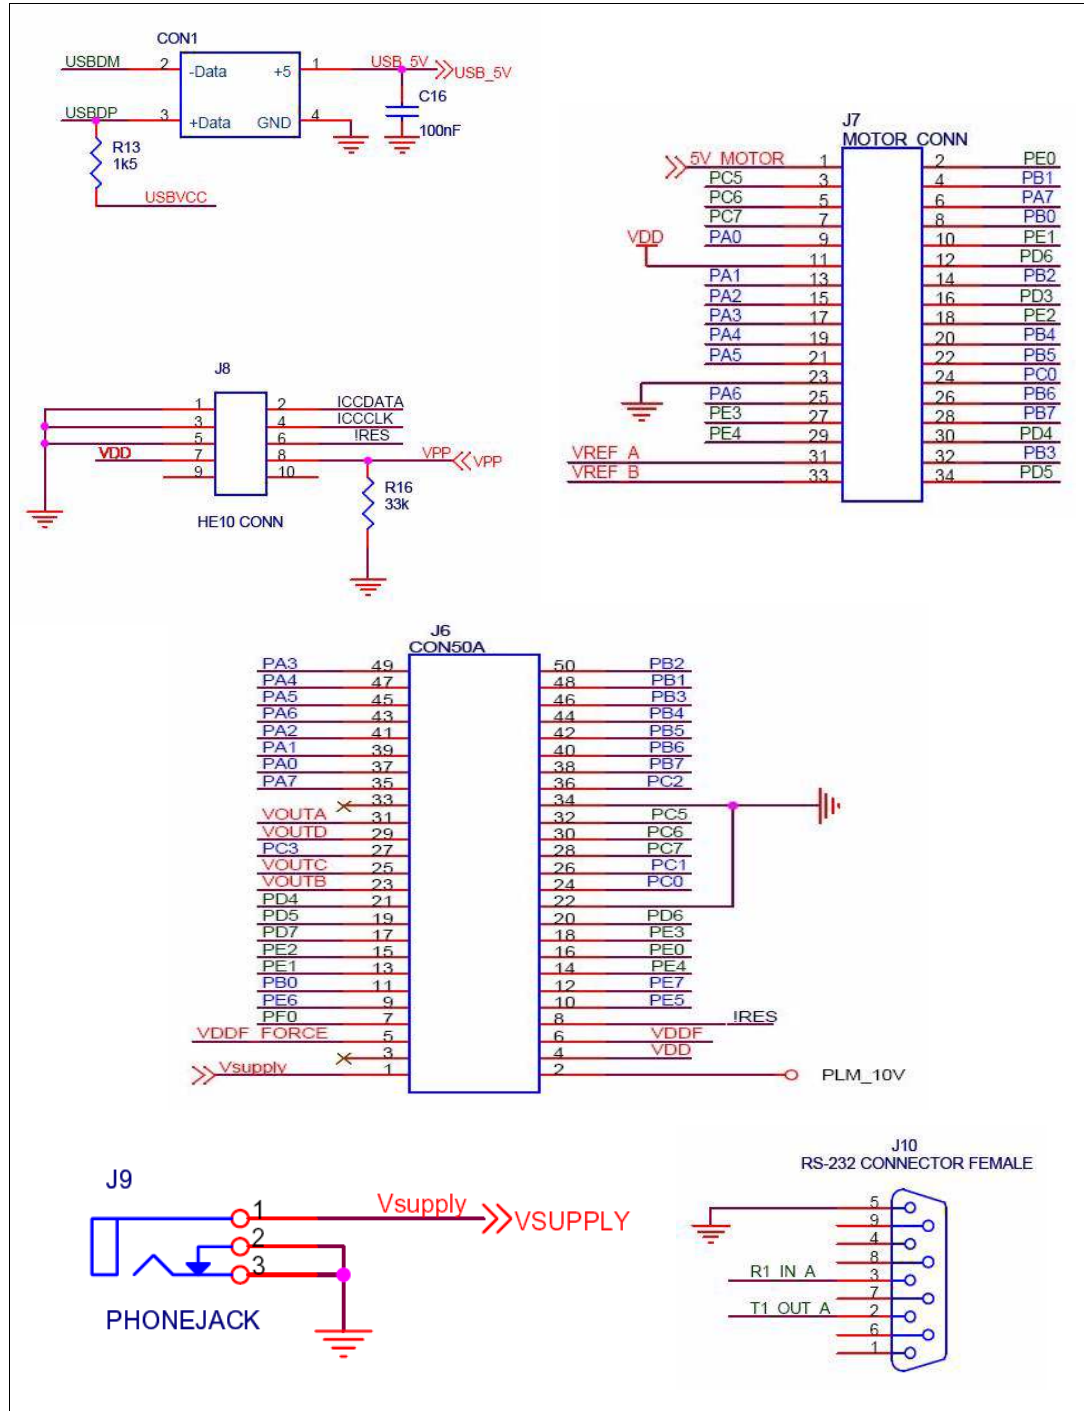 CON1
USBDM 2 -Data +5 1 USB_5V USB_5V
USBDP 3 +Data GND 4
C16
100nF
R13
1k5
USBVCC
J7
MOTOR_CONN
5V_MOTOR 1 2 PE0
PC5 3 4 PB1
PC6 5 6 PA7
PC7 7 8 PB0
VDD PA0 9 10 PE1
11 12 PD6
PA1 13 14 PB2
PA2 15 16 PD3
PA3 17 18 PE2
PA4 19 20 PB4
PA5 21 22 PB5
23 24 PC0
PA6 25 26 PB6
PE3 27 28 PB7
PE4 29 30 PD4
VREF_A 31 32 PB3
VREF_B 33 34 PD5
J8
1 2 ICCDATA
3 4 ICCCLK
5 6 !RES
VDD 7 8 VPP VPP
9 10
R16
33k
HE10 CONN
J6
CON50A
PA3 49 50 PB2
PA4 47 48 PB1
PA5 45 46 PB3
PA6 43 44 PB4
PA2 41 42 PB5
PA1 39 40 PB6
PA0 37 38 PB7
PA7 35 36 PC2
33 34
VOUTA 31 32 PC5
VOUTD 29 30 PC6
PC3 27 28 PC7
VOUTC 25 26 PC1
VOUTB 23 24 PC0
PD4 21 22
PD5 19 20 PD6
PD7 17 18 PE3
PE2 15 16 PE0
PE1 13 14 PE4
PB0 11 12 PE7
PE6 9 10 PE5
PF0 7 8 !RES
VDDF_FORCE 5 6 VDDF
3 4 VDD
Vsupply 1 2 PLM_10V
J9
1 Vsupply VSUPPLY
2
3
PHONEJACK
J10
RS-232 CONNECTOR FEMALE
5
9
4
8
R1_IN_A 3
7
T1_OUT_A 2
6
1